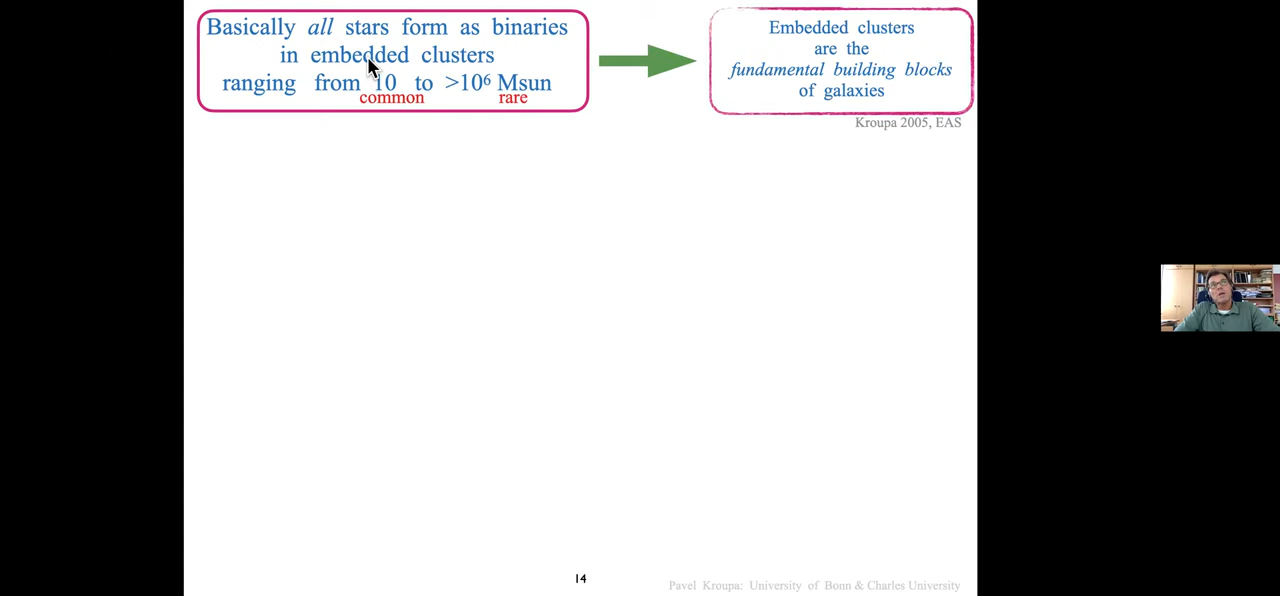 Basically all stars form as binaries
in embedded clusters
ranging from 10 to >10⁶ Msun
common rare
Embedded clusters
are the
fundamental building blocks
of galaxies
Kroupa 2005, EAS
14
Pavel Kroupa: University of Bonn & Charles University